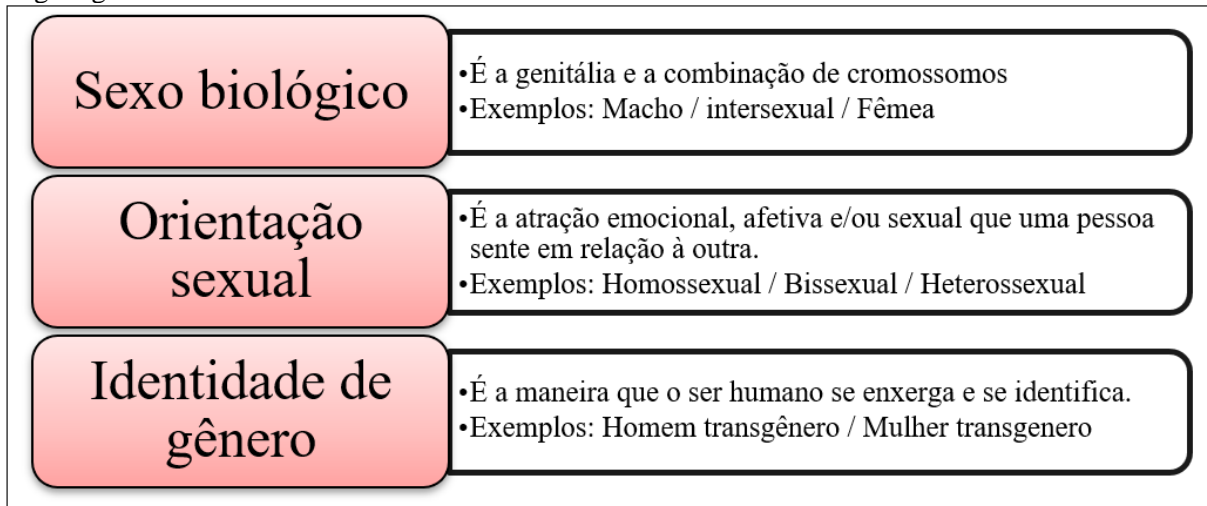 Sexo biológico
•É a genitália e a combinação de cromossomos
•Exemplos: Macho / intersexual / Fêmea
Orientação
sexual
•É a atração emocional, afetiva e/ou sexual que uma pessoa
sente em relação à outra.
•Exemplos: Homossexual / Bissexual / Heterossexual
Identidade de
gênero
•É a maneira que o ser humano se enxerga e se identifica.
•Exemplos: Homem transgênero / Mulher transgenero